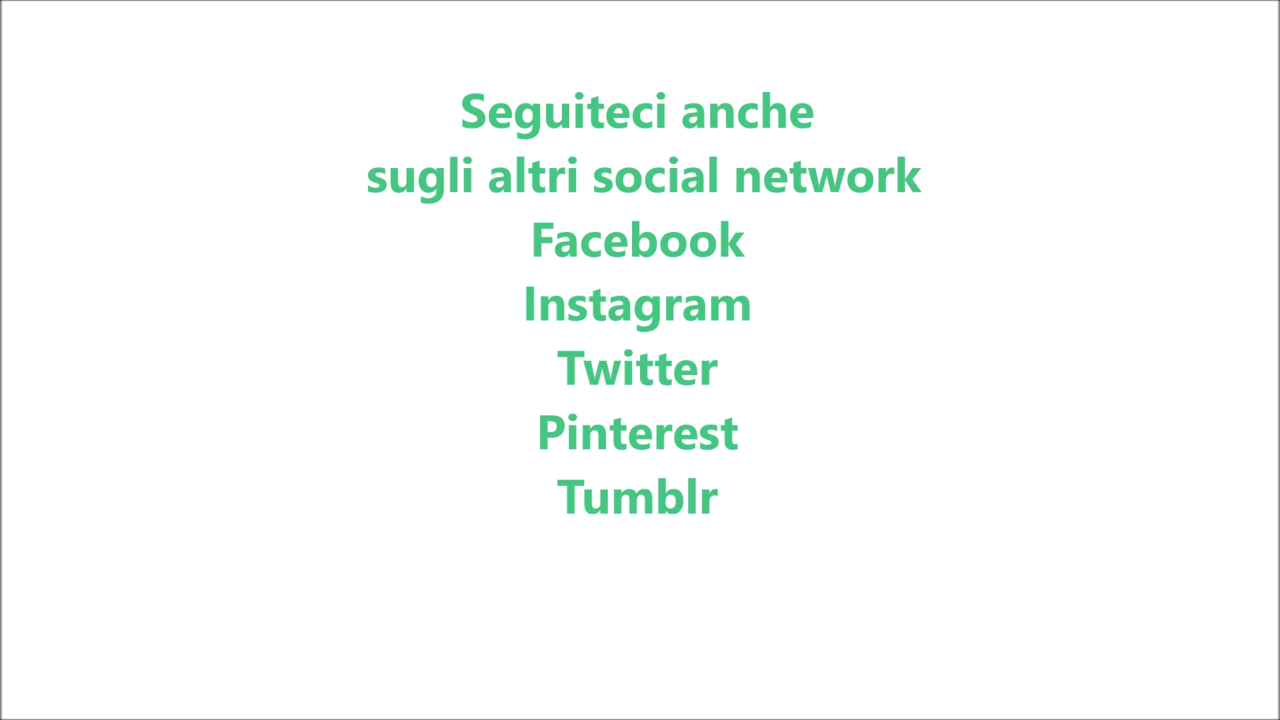 Seguiteci anche
sugli altri social network
Facebook
Instagram
Twitter
Pinterest
Tumblr